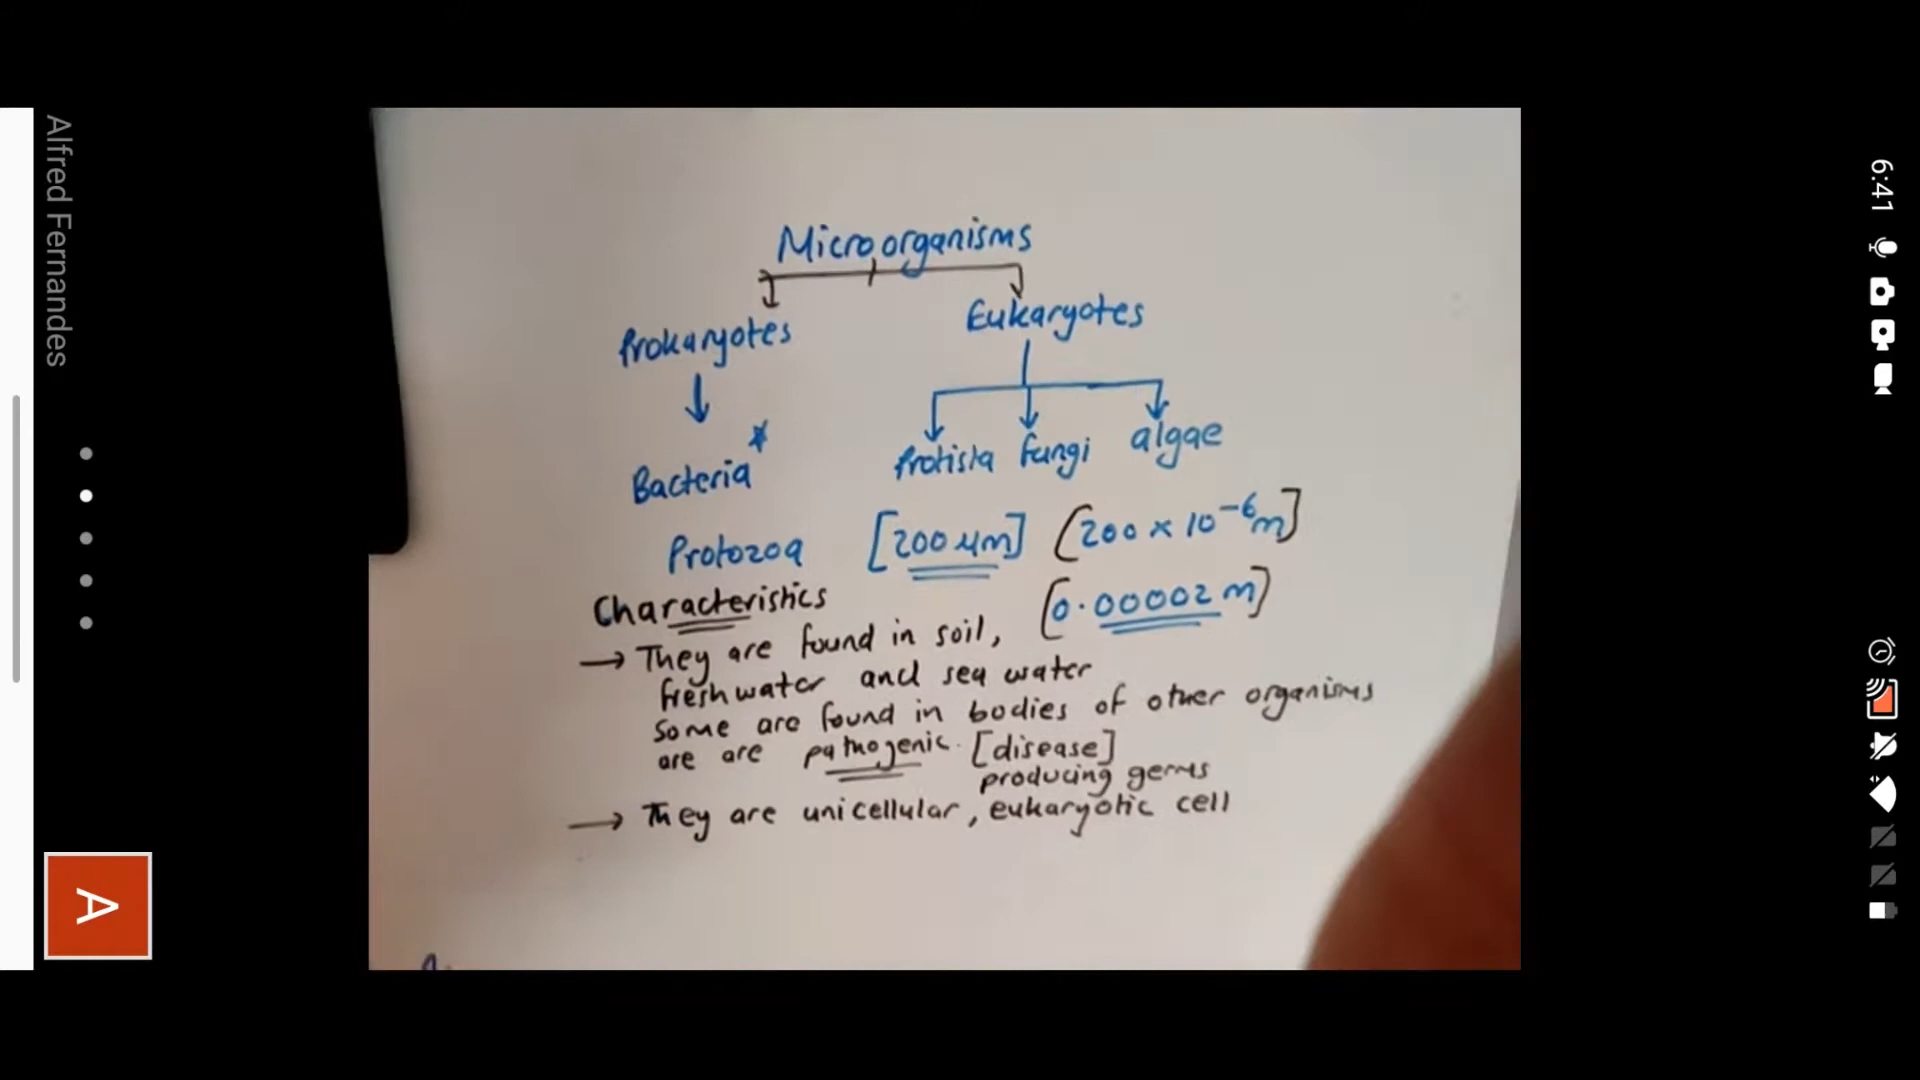 Alfred Fernandes
6:41
Microorganisms
Prokaryotes
Eukaryotes
Bacteria*
Protista fungi algae
Protozoa [200 μm] [200 x 10⁻⁶m]
Characteristics [0.00002 m]
→ They are found in soil,
freshwater and sea water
Some are found in bodies of other organisms
are are pathogenic. [disease]
producing germs
→ They are unicellular, eukaryotic cell
A